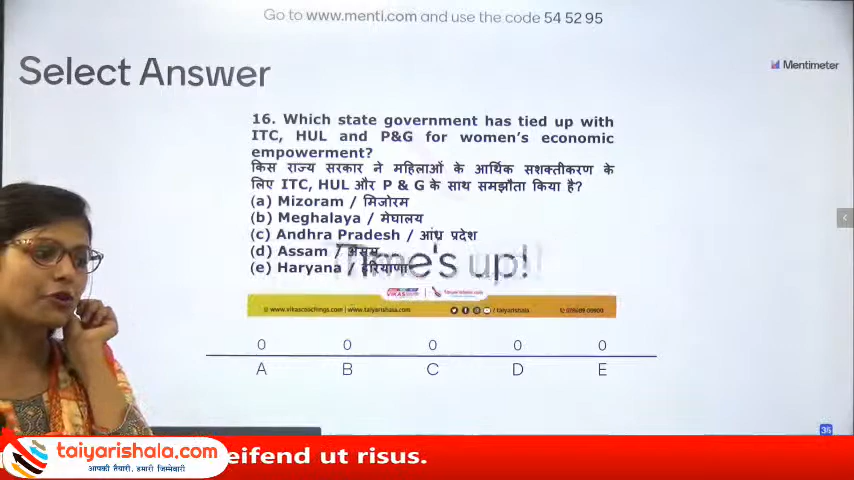 Go to www.menti.com and use the code 54 52 95
Select Answer
Mentimeter
16. Which state government has tied up with
ITC, HUL and P&G for women's economic
empowerment?
किस राज्य सरकार ने महिलाओं के आर्थिक सशक्तीकरण के
लिए ITC, HUL और P & G के साथ समझौता किया है?
(a) Mizoram / मिजोरम
(b) Meghalaya / मेघालय
(c) Andhra Pradesh / आंध्र प्रदेश
(d) Assam / असम
(e) Haryana / हरियाणा
Time's up!
www.vikascoachings.com | www.taiyarishala.com
/ taiyarishala
0 0 0 0 0
A B C D E
35
taiyarishala.com
आपकी तैयारी, हमारी जिम्मेदारी
eifend ut risus.